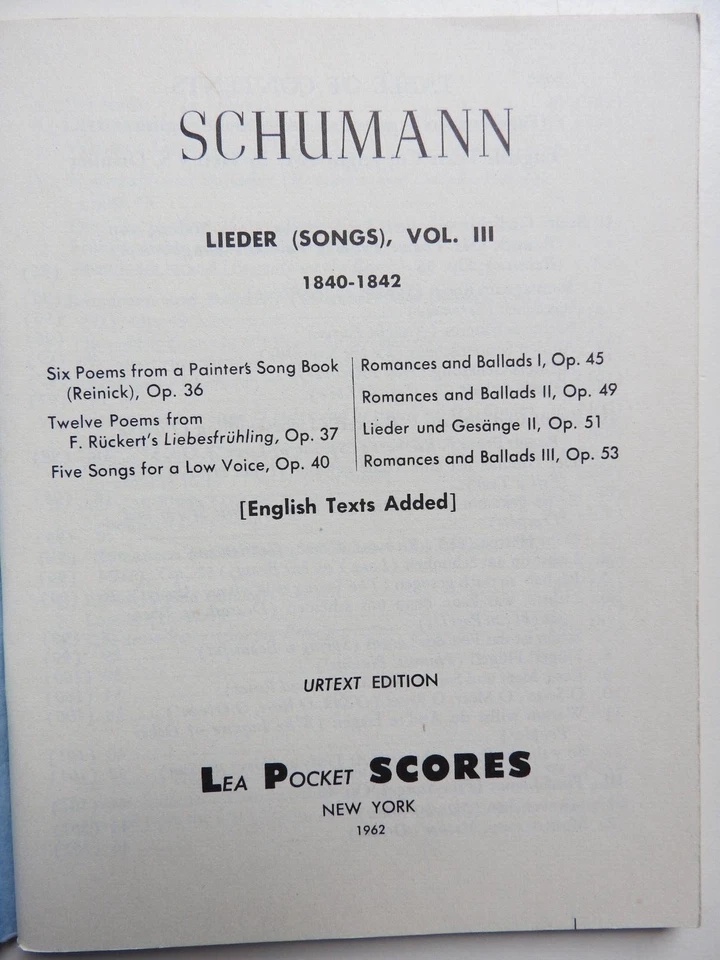 SCHUMANN
LIEDER (SONGS), VOL. III
1840-1842
Six Poems from a Painter's Song Book
(Reinick), Op. 36
Twelve Poems from
F. Rückert's Liebesfrühling, Op. 37
Five Songs for a Low Voice, Op. 40
Romances and Ballads I, Op. 45
Romances and Ballads II, Op. 49
Lieder und Gesänge II, Op. 51
Romances and Ballads III, Op. 53
[English Texts Added]
URTEXT EDITION
LEA POCKET SCORES
NEW YORK
1962